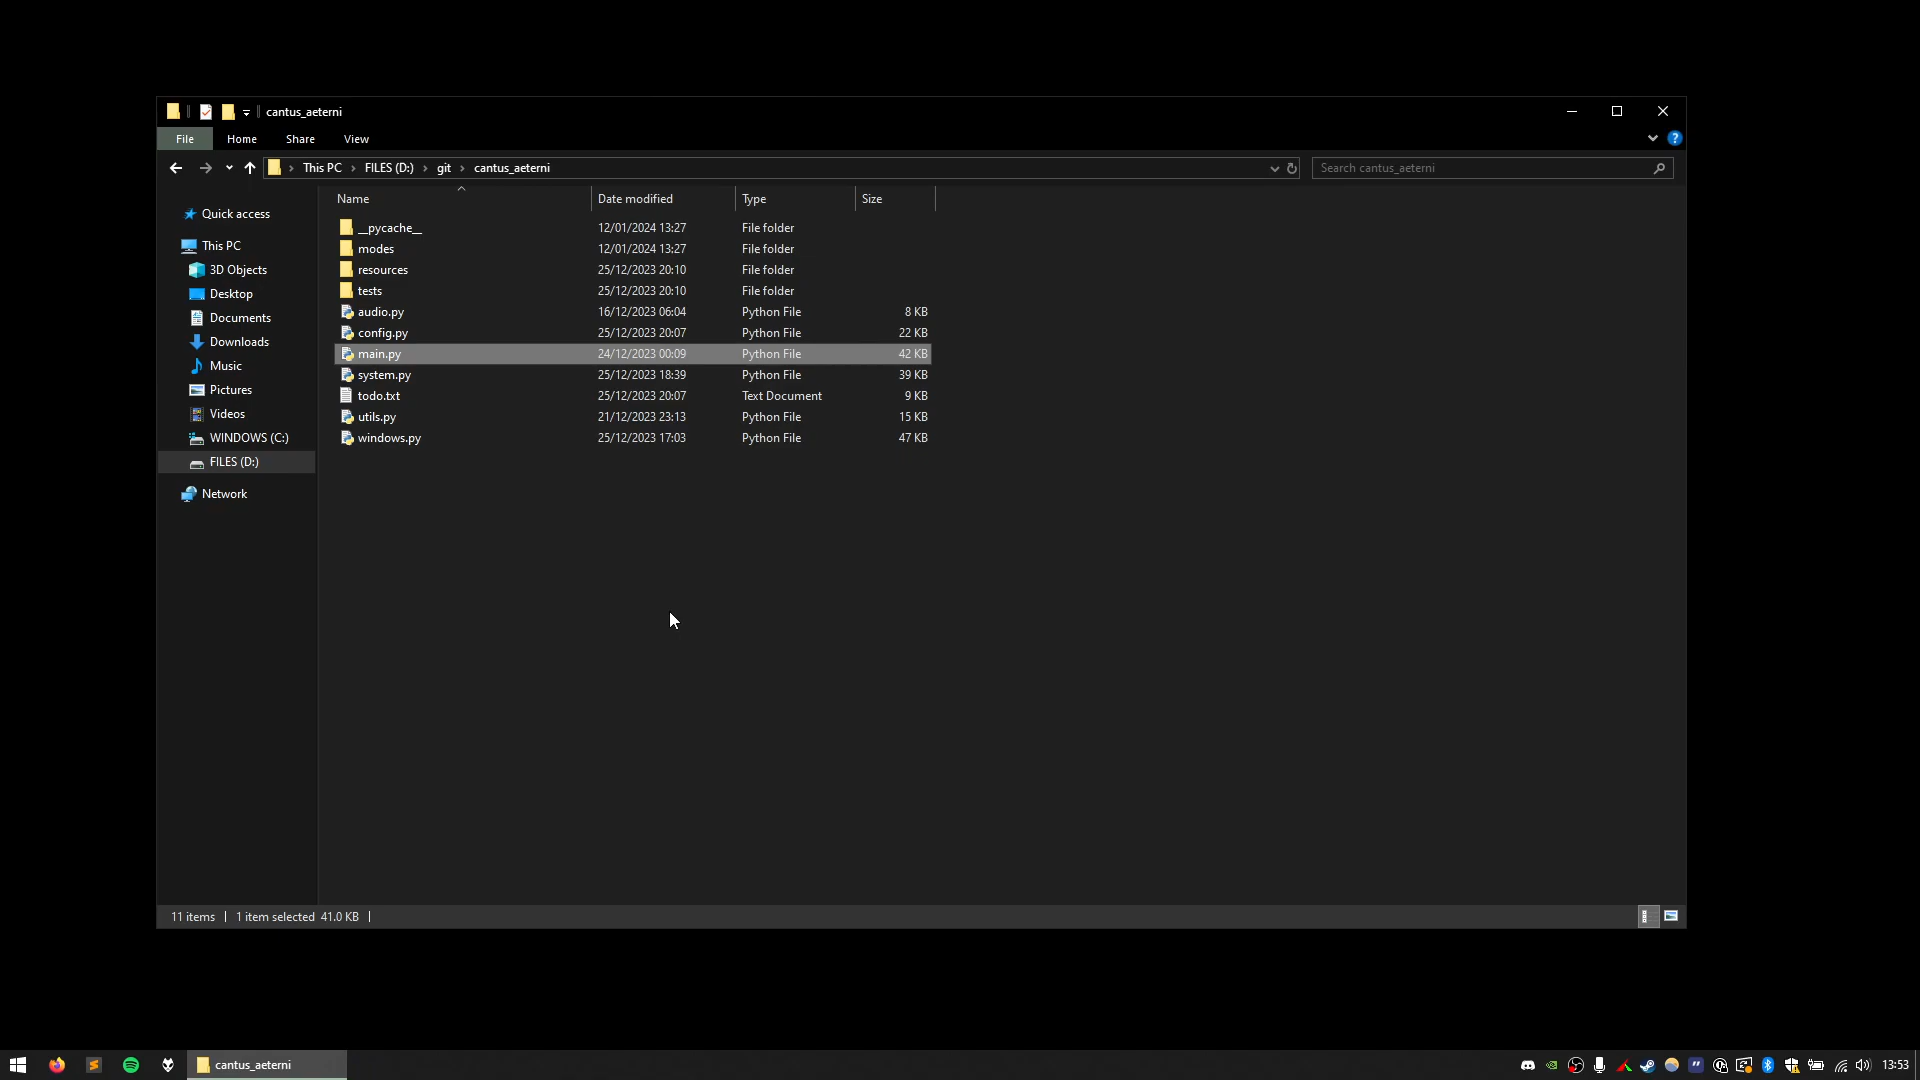 cantus_aeterni
File Home Share View
This PC FILES (D:) git cantus_aeterni Search cantus_aeterni
Name Date modified Type Size
Quick access
This PC
3D Objects
Desktop
Documents
Downloads
Music
Pictures
Videos
WINDOWS (C:)
FILES (D:)
Network
__pycache__ 12/01/2024 13:27 File folder
modes 12/01/2024 13:27 File folder
resources 25/12/2023 20:10 File folder
tests 25/12/2023 20:10 File folder
audio.py 16/12/2023 06:04 Python File 8 KB
config.py 25/12/2023 20:07 Python File 22 KB
main.py 24/12/2023 00:09 Python File 42 KB
system.py 25/12/2023 18:39 Python File 39 KB
todo.txt 25/12/2023 20:07 Text Document 9 KB
utils.py 21/12/2023 23:13 Python File 15 KB
windows.py 25/12/2023 17:03 Python File 47 KB
11 items 1 item selected 41.0 KB
cantus_aeterni 13:53